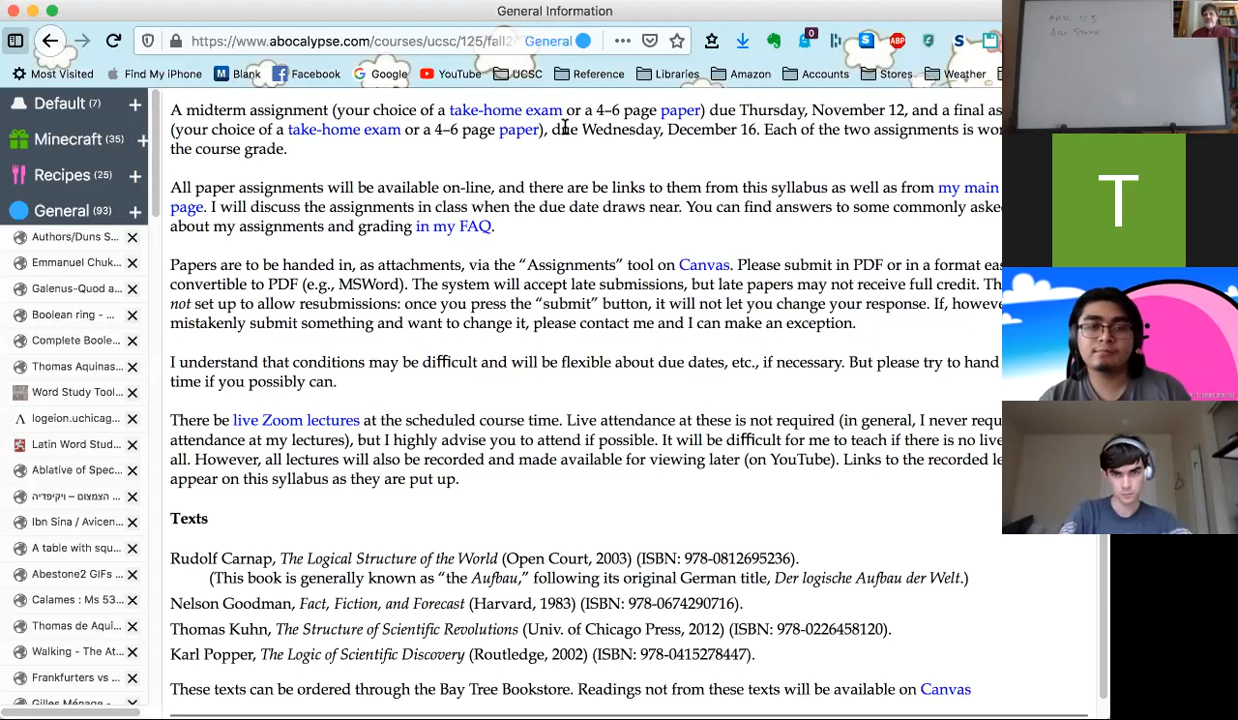 General Information
https://www.abocalypse.com/courses/ucsc/125/fall2
General
0
ABP
S
Most Visited
Find My iPhone
Blank
Facebook
Google
YouTube
UCSC
Reference
Libraries
Amazon
Accounts
Stores
Weather
Default (7)
Minecraft (35)
Recipes (25)
General (93)
Authors/Duns S...
Emmanuel Chuk...
Galenus-Quod a...
Boolean ring - ...
Complete Boole...
Thomas Aquinas...
Word Study Tool...
logeion.uchicag...
Latin Word Stud...
Ablative of Spec...
הצמצום – ויקיפדיה ...
Ibn Sina / Avicen...
A table with squ...
Abestone2 GIFs ...
Calames : Ms 53...
Thomas de Aqui...
Walking - The At...
Frankfurters vs ...
Gilles Ménage - ...
A midterm assignment (your choice of a take-home exam or a 4–6 page paper) due Thursday, November 12, and a final as
(your choice of a take-home exam or a 4–6 page paper), due Wednesday, December 16. Each of the two assignments is wor
the course grade.
All paper assignments will be available on-line, and there are be links to them from this syllabus as well as from my main
page. I will discuss the assignments in class when the due date draws near. You can find answers to some commonly aske
about my assignments and grading in my FAQ.
Papers are to be handed in, as attachments, via the “Assignments” tool on Canvas. Please submit in PDF or in a format eas
convertible to PDF (e.g., MSWord). The system will accept late submissions, but late papers may not receive full credit. Th
not set up to allow resubmissions: once you press the “submit” button, it will not let you change your response. If, howeve
mistakenly submit something and want to change it, please contact me and I can make an exception.
I understand that conditions may be difficult and will be flexible about due dates, etc., if necessary. But please try to hand
time if you possibly can.
There be live Zoom lectures at the scheduled course time. Live attendance at these is not required (in general, I never requ
attendance at my lectures), but I highly advise you to attend if possible. It will be difficult for me to teach if there is no live
all. However, all lectures will also be recorded and made available for viewing later (on YouTube). Links to the recorded le
appear on this syllabus as they are put up.
Texts
Rudolf Carnap, The Logical Structure of the World (Open Court, 2003) (ISBN: 978-0812695236).
(This book is generally known as “the Aufbau,” following its original German title, Der logische Aufbau der Welt.)
Nelson Goodman, Fact, Fiction, and Forecast (Harvard, 1983) (ISBN: 978-0674290716).
Thomas Kuhn, The Structure of Scientific Revolutions (Univ. of Chicago Press, 2012) (ISBN: 978-0226458120).
Karl Popper, The Logic of Scientific Discovery (Routledge, 2002) (ISBN: 978-0415278447).
These texts can be ordered through the Bay Tree Bookstore. Readings not from these texts will be available on Canvas
T